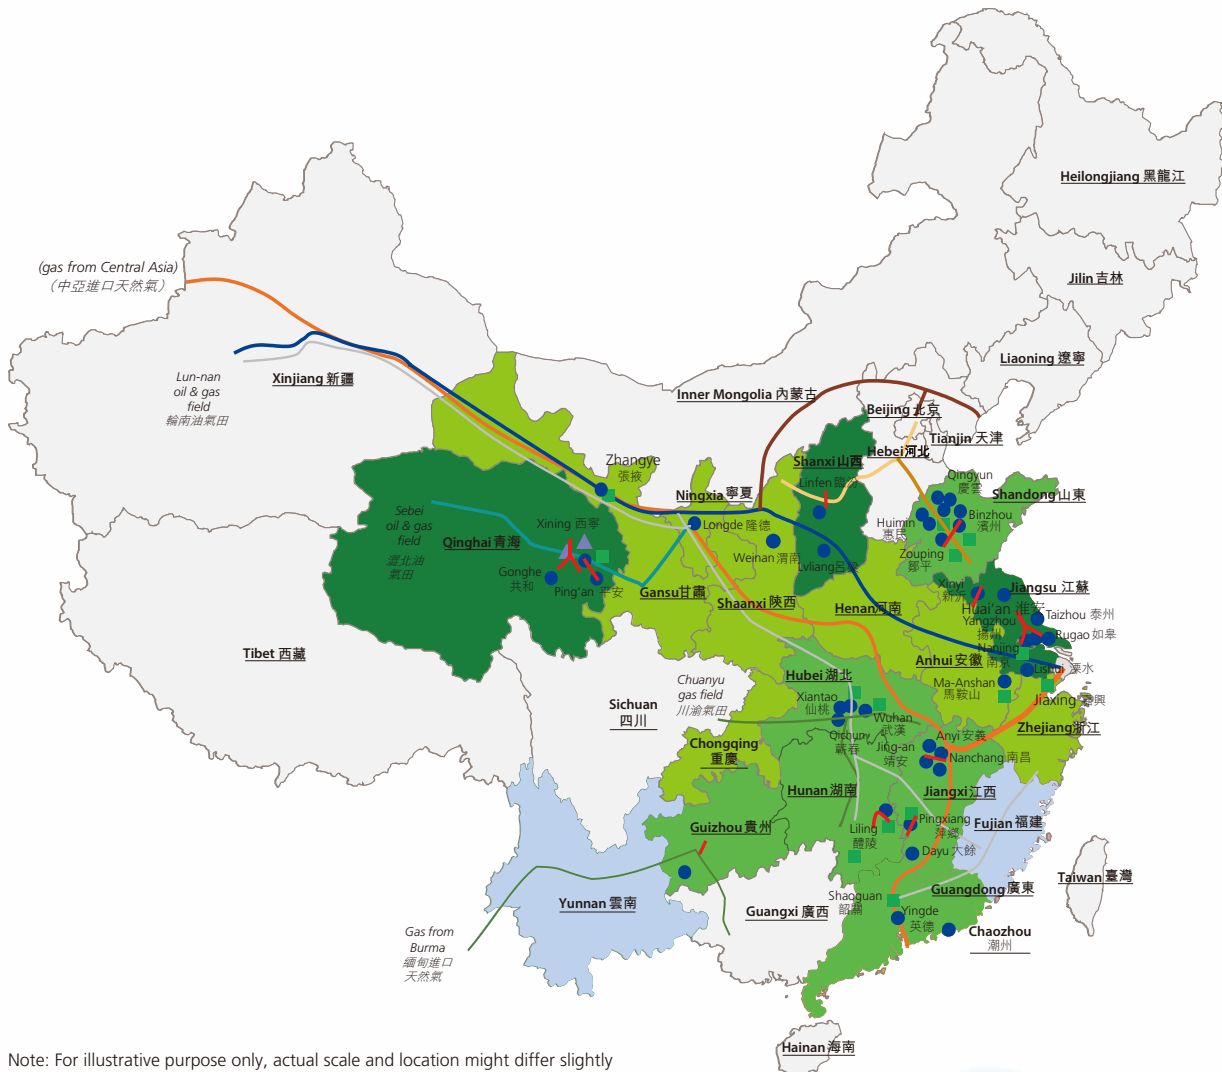 Heilongjiang 黑龍江
(gas from Central Asia)
（中亞進口天然氣）
Jilin 吉林
Liaoning 遼寧
Lun-nan
oil & gas
field
輪南油氣田
Xinjiang 新疆
Inner Mongolia 內蒙古
Beijing 北京
Tianjin 天津
Hebei 河北
Shanxi 山西
Linfen 臨汾
Zhangye
張掖
Ningxia 寧夏
Qingyun
慶雲
Shandong 山東
Sebei
oil & gas
field
澀北油
氣田
Xining 西寧
Qinghai 青海
Longde 隆德
Huimin
惠民
Binzhou
濱州
Weinan 渭南
Lvliang 呂梁
Zouping
鄒平
Gonghe
共和
Ping'an 平安
Gansu 甘肅
Shaanxi 陝西
Henan 河南
Xinyi
新沂
Jiangsu 江蘇
Huai'an 淮安
Taizhou 泰州
Yangzhou
揚州
Rugao 如皋
Nanjing
南京
Tibet 西藏
Anhui 安徽
Lishui 溧水
Hubei 湖北
Chuanyu
gas field
川渝氣田
Ma-Anshan
馬鞍山
Jiaxing 嘉興
Sichuan
四川
Xiantao
仙桃
Wuhan
武漢
Zhejiang 浙江
Qichun
蘄春
Anyi 安義
Chongqing
重慶
Jing-an
靖安
Nanchang 南昌
Hunan 湖南
Jiangxi 江西
Guizhou 貴州
Liling
醴陵
Pingxiang
萍鄉
Fujian 福建
Dayu 大餘
Taiwan 臺灣
Yunnan 雲南
Guangxi 廣西
Shaoguan
韶關
Guangdong 廣東
Yingde
英德
Chaozhou
潮州
Gas from
Burma
緬甸進口
天然氣
Hainan 海南
Note: For illustrative purpose only, actual scale and location might differ slightly